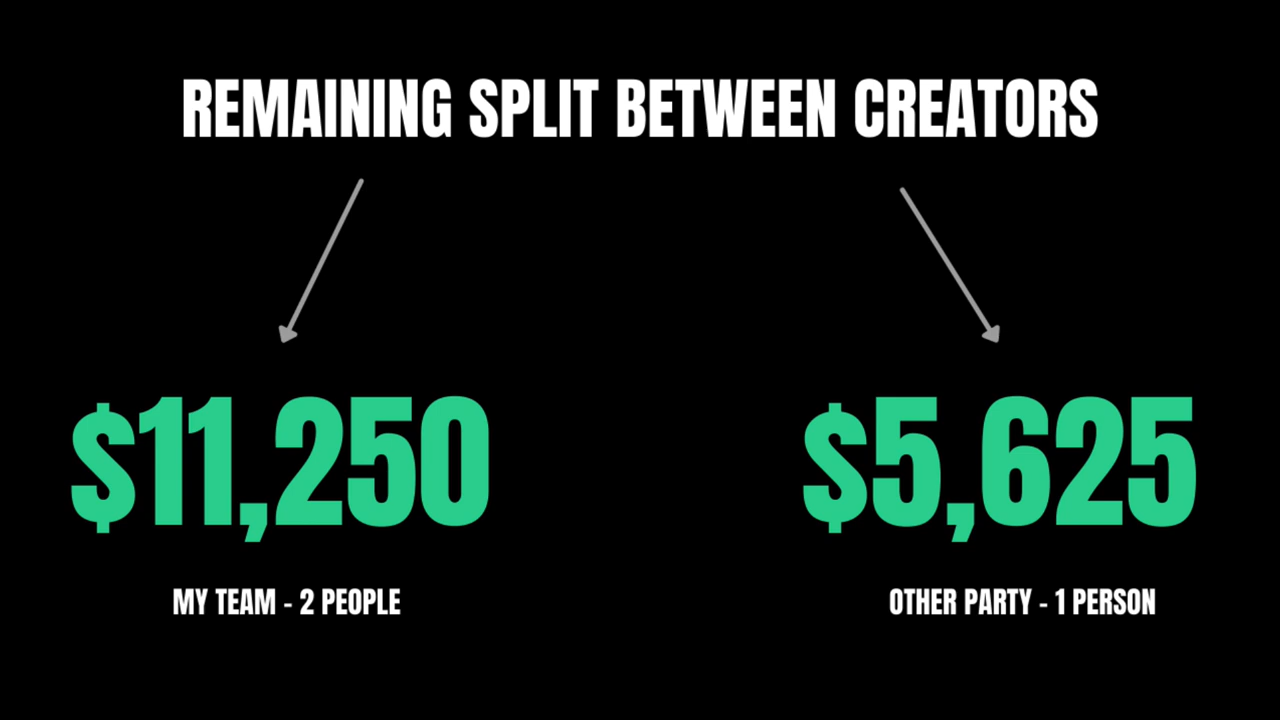 REMAINING SPLIT BETWEEN CREATORS
$11,250
$5,625
MY TEAM - 2 PEOPLE
OTHER PARTY - 1 PERSON